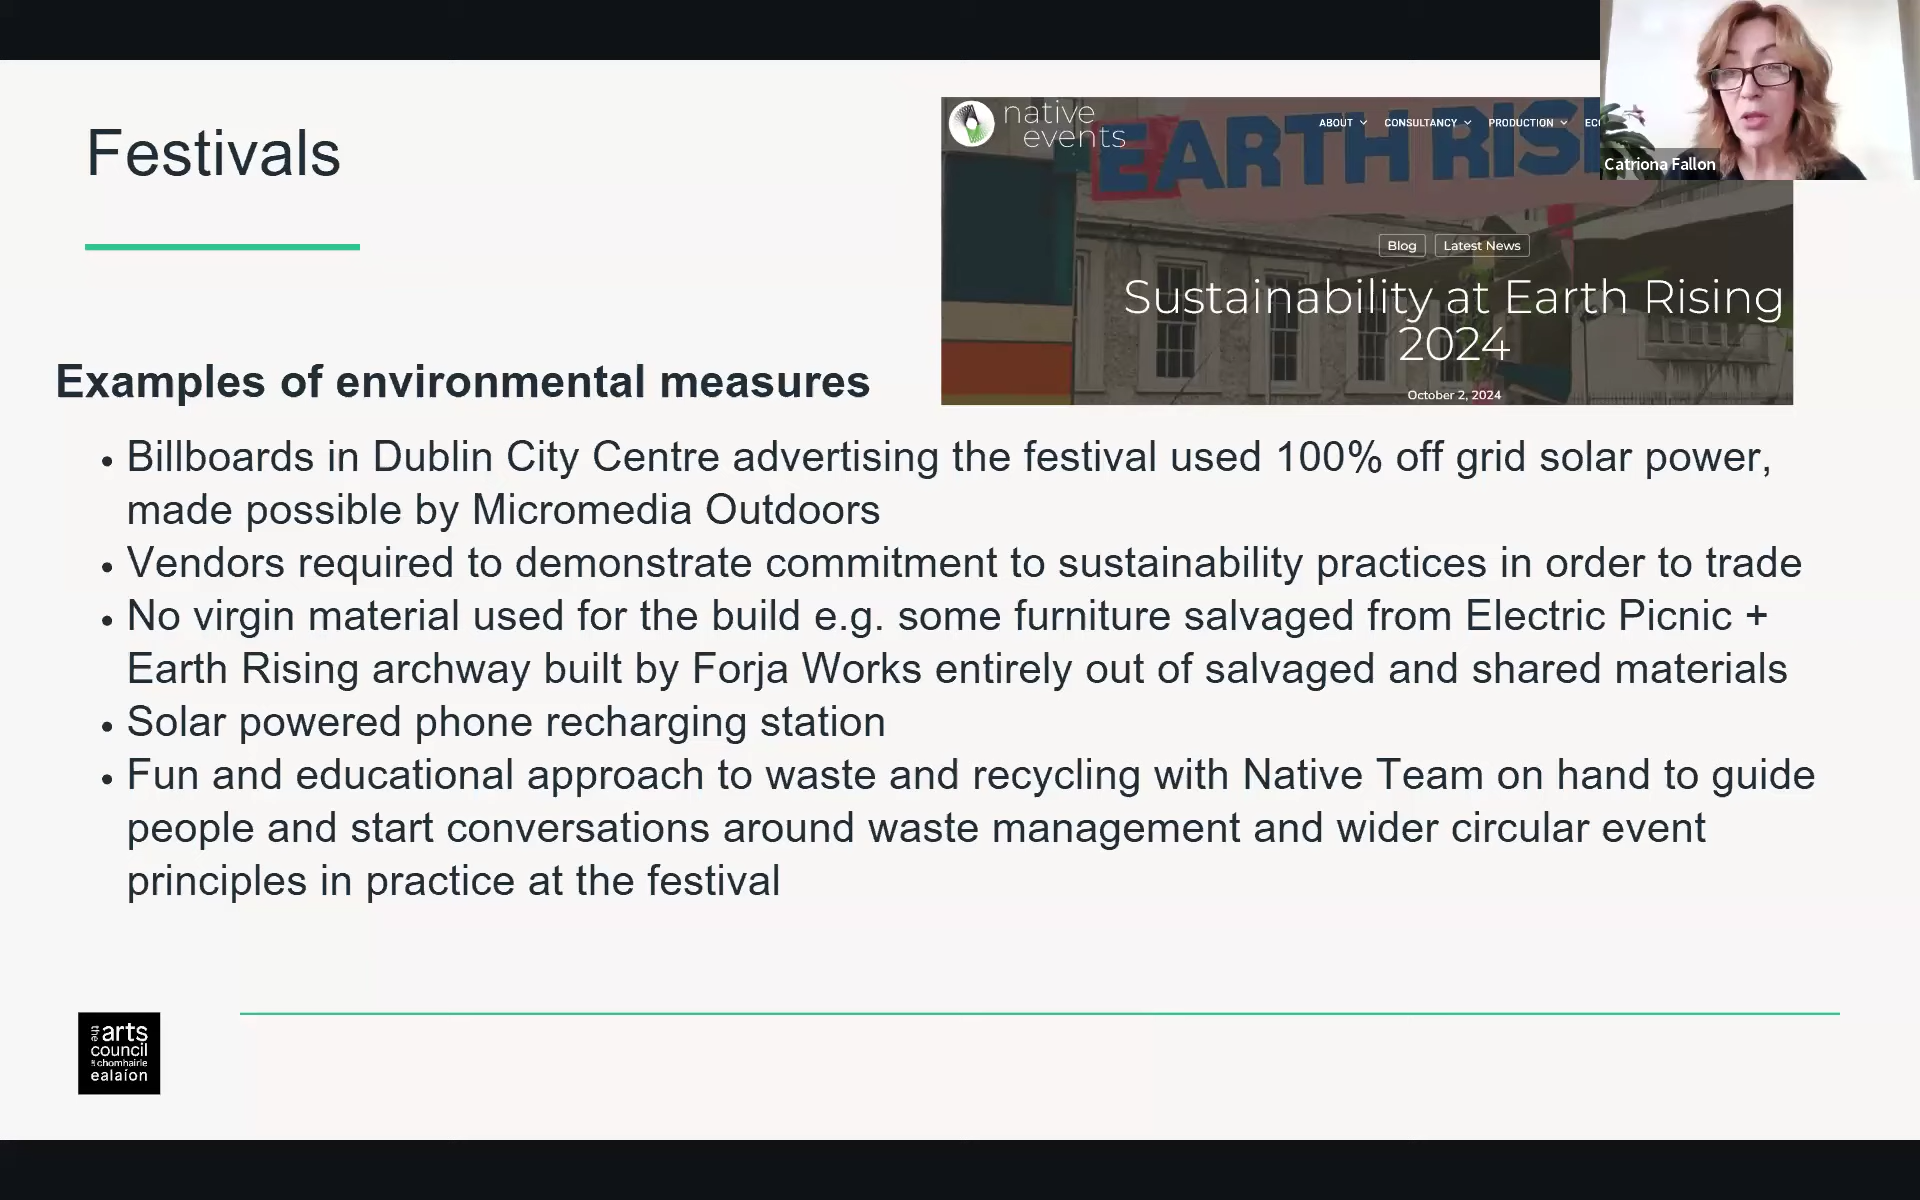 Festivals
native
events
ABOUT
CONSULTANCY
PRODUCTION
EARTH
Catriona Fallon
Blog
Latest News
Sustainability at Earth Rising
2024
October 2, 2024
Examples of environmental measures
• Billboards in Dublin City Centre advertising the festival used 100% off grid solar power,
made possible by Micromedia Outdoors
• Vendors required to demonstrate commitment to sustainability practices in order to trade
• No virgin material used for the build e.g. some furniture salvaged from Electric Picnic +
Earth Rising archway built by Forja Works entirely out of salvaged and shared materials
• Solar powered phone recharging station
• Fun and educational approach to waste and recycling with Native Team on hand to guide
people and start conversations around waste management and wider circular event
principles in practice at the festival
the arts
council
chomhairle
ealaíon